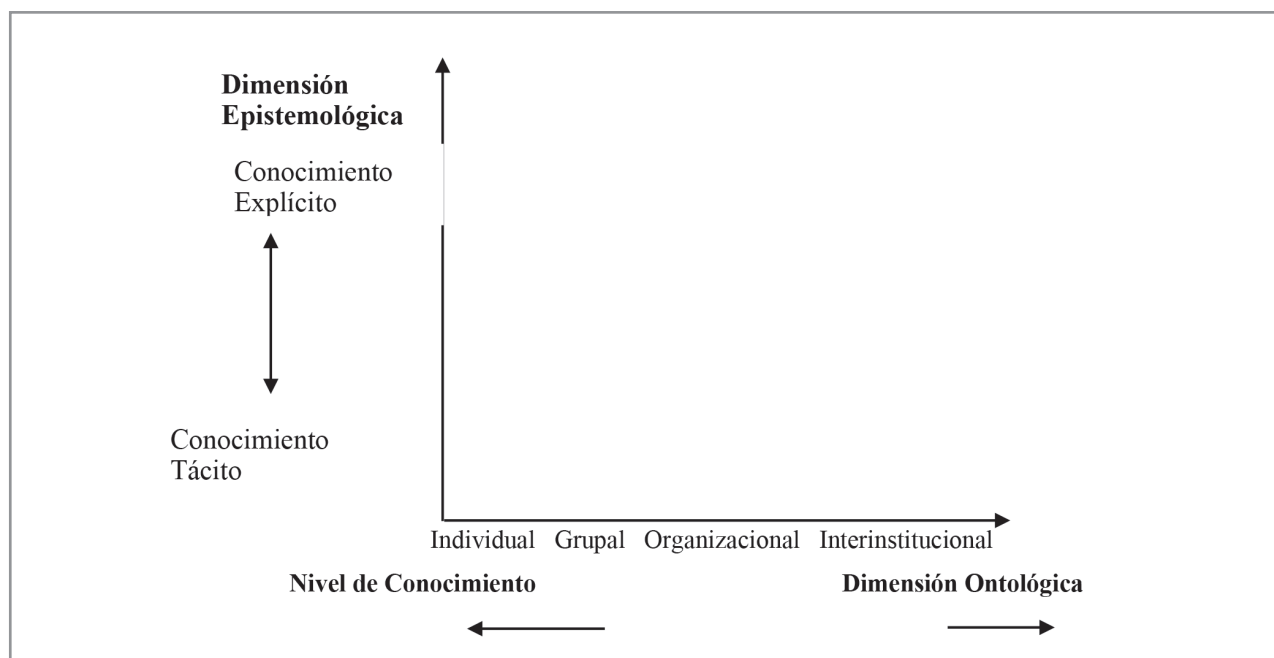 Dimensión
Epistemológica
Conocimiento
Explícito
Conocimiento
Tácito
Individual Grupal Organizacional Interinstitucional
Nivel de Conocimiento Dimensión Ontológica